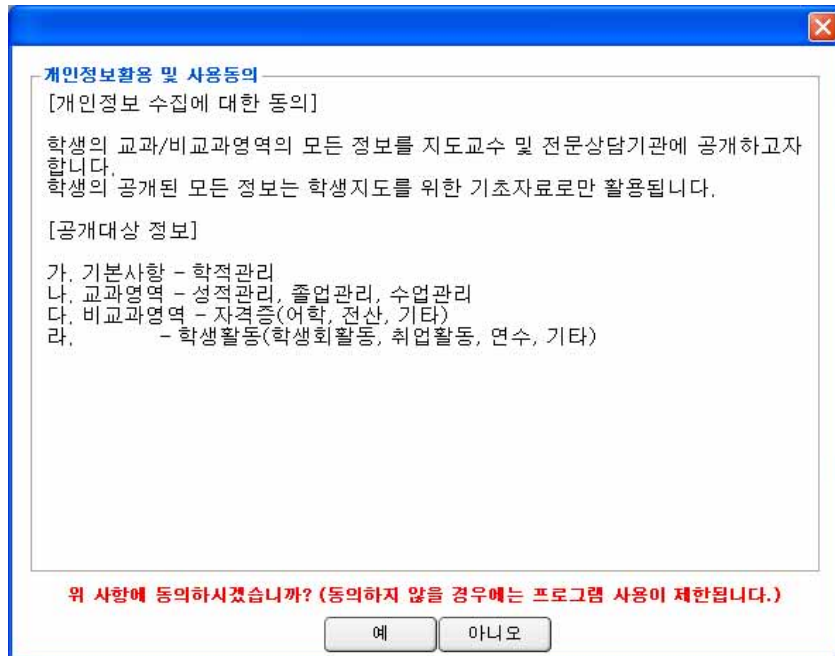 개인정보활용 및 사용동의
[개인정보 수집에 대한 동의]
학생의 교과/비교과영역의 모든 정보를 지도교수 및 전문상담기관에 공개하고자
합니다.
학생의 공개된 모든 정보는 학생지도를 위한 기초자료로만 활용됩니다.
[공개대상 정보]
가. 기본사항 - 학적관리
나. 교과영역 - 성적관리, 졸업관리, 수업관리
다. 비교과영역 - 자격증(어학, 전산, 기타)
라. - 학생활동(학생회활동, 취업활동, 연수, 기타)
위 사항에 동의하시겠습니까? (동의하지 않을 경우에는 프로그램 사용이 제한됩니다.)
예 아니오